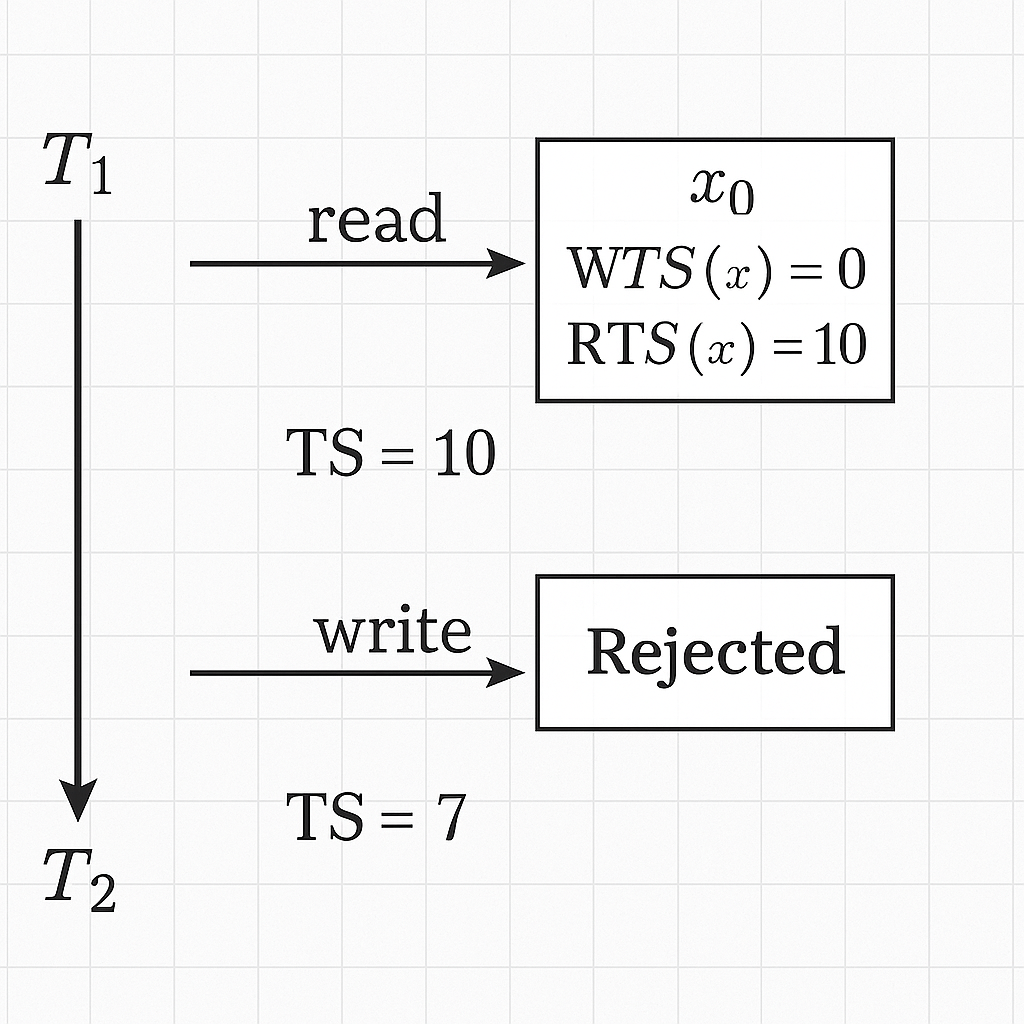 T₁
read
x₀
WTS(x) = 0
RTS(x) = 10
TS = 10
write
Rejected
TS = 7
T₂